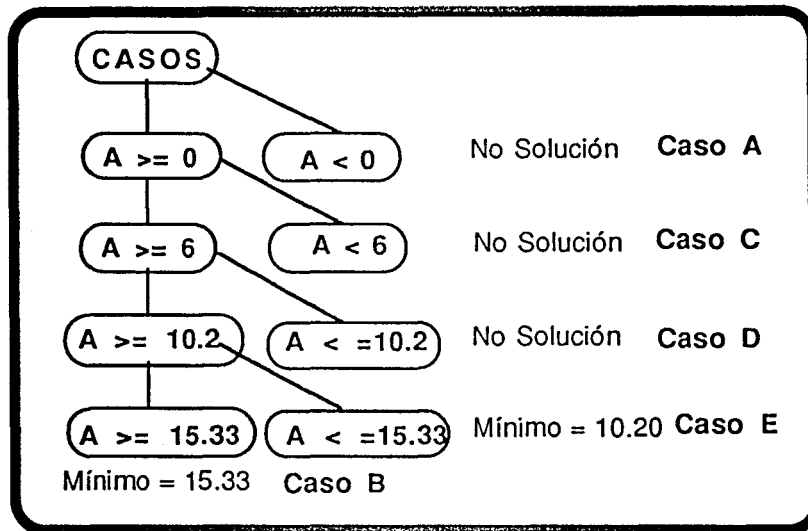 CASOS
A >= 0 A < 0 No Solución Caso A
A >= 6 A < 6 No Solución Caso C
A >= 10.2 A < =10.2 No Solución Caso D
A >= 15.33 A < =15.33 Mínimo = 10.20 Caso E
Mínimo = 15.33 Caso B